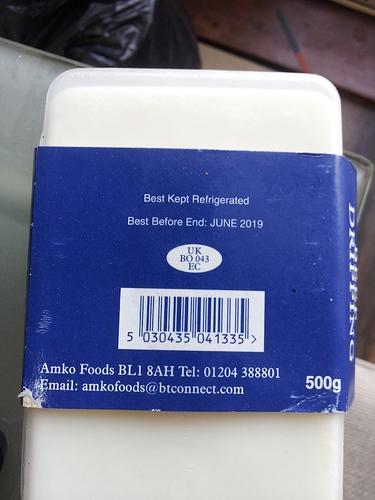 Best Kept Refrigerated
Best Before End: JUNE 2019
UK
BO 043
EC
5 030435 041335 >
Amko Foods BL1 8AH Tel: 01204 388801
Email: amkofoods@btconnect.com
500g
DRIPPING